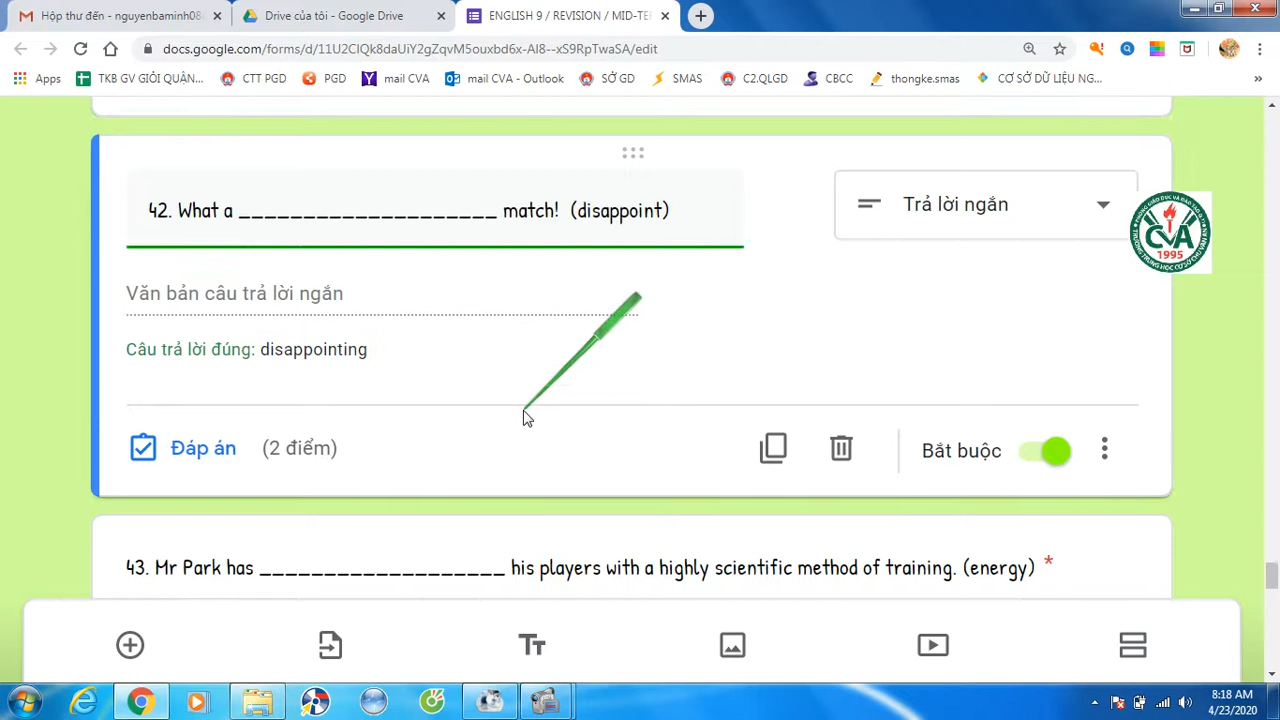 Hộp thư đến - nguyenbaminh08
Drive của tôi - Google Drive
ENGLISH 9 / REVISION / MID-TE
docs.google.com/forms/d/11U2CIQk8daUiY2gZqwM5olxbd6x-AI8--xS9RpTwaSA/edit
Apps
TKB GV GIỎI QUẬN...
CTT PGD
PGD
mail CVA
mail CVA - Outlook
SỞ GD
SMAS
C2.QLGD
CBCC
thongke.smas
CƠ SỞ DỮ LIỆU NG...
»
42. What a ____________________ match! (disappoint)
Trả lời ngắn
CVA
1995
Văn bản câu trả lời ngắn
Câu trả lời đúng: disappointing
Đáp án (2 điểm)
Bắt buộc
43. Mr Park has ___________________ his players with a highly scientific method of training. (energy) *
Tт
8:18 AM
4/23/2020